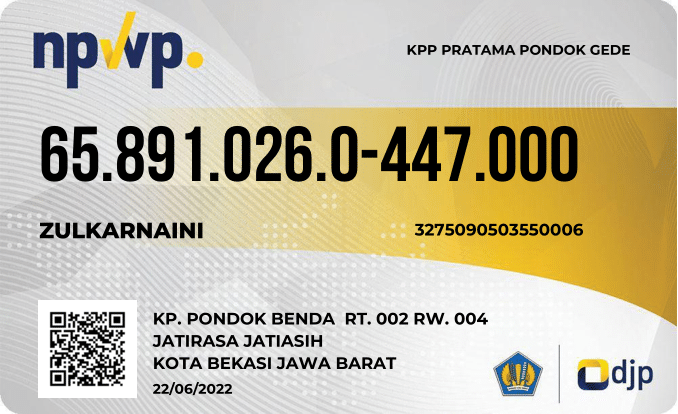 npwp.
KPP PRATAMA PONDOK GEDE
65.891.026.0-447.000
ZULKARNAINI
3275090503550006
KP. PONDOK BENDA RT. 002 RW. 004
JATIRASA JATIASIH
KOTA BEKASI JAWA BARAT
22/06/2022
djp